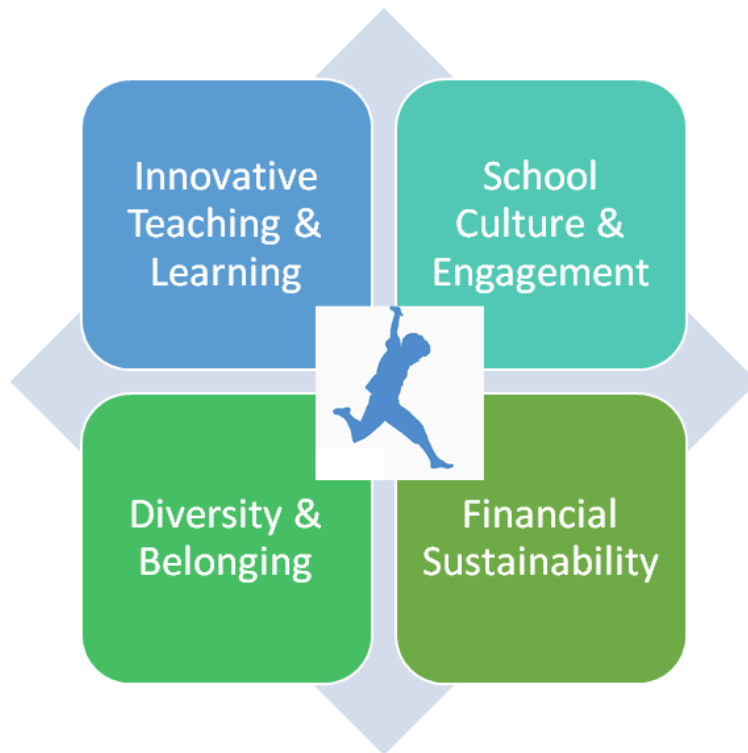 Innovative
Teaching &
Learning
School
Culture &
Engagement
Diversity &
Belonging
Financial
Sustainability